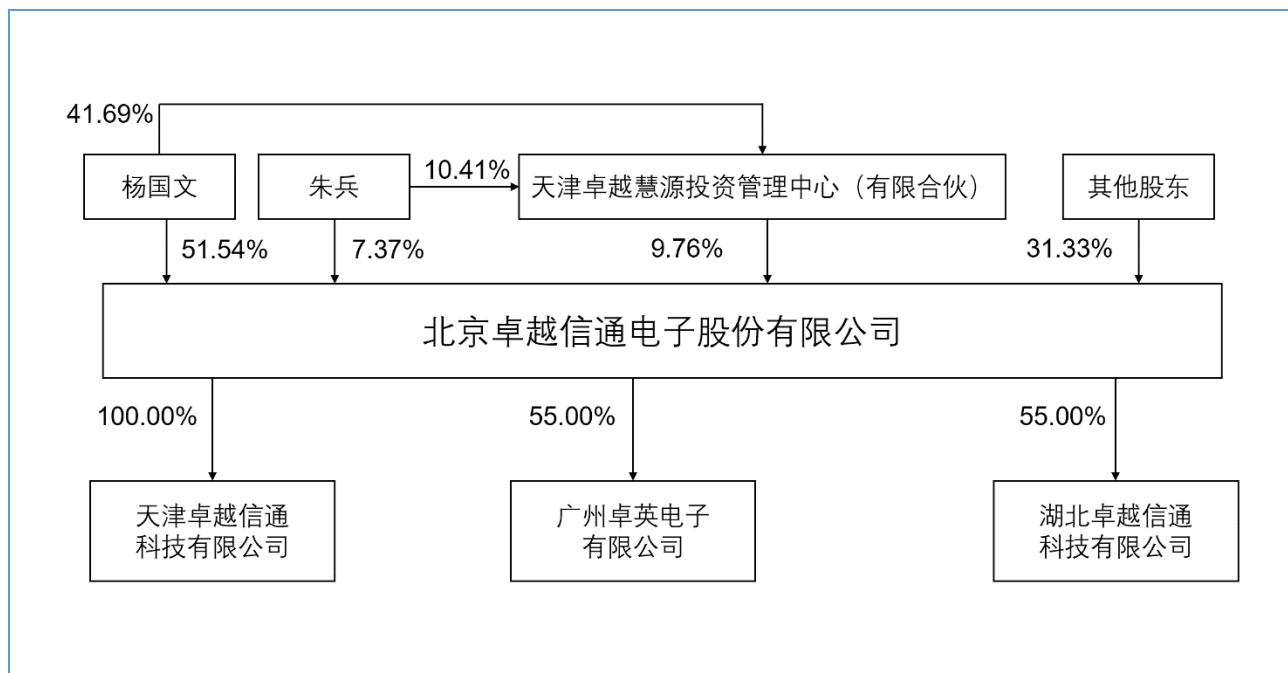 41.69%
杨国文
朱兵
10.41%
天津卓越慧源投资管理中心（有限合伙）
其他股东
51.54%
7.37%
9.76%
31.33%
北京卓越信通电子股份有限公司
100.00%
55.00%
55.00%
天津卓越信通
科技有限公司
广州卓英电子
有限公司
湖北卓越信通
科技有限公司